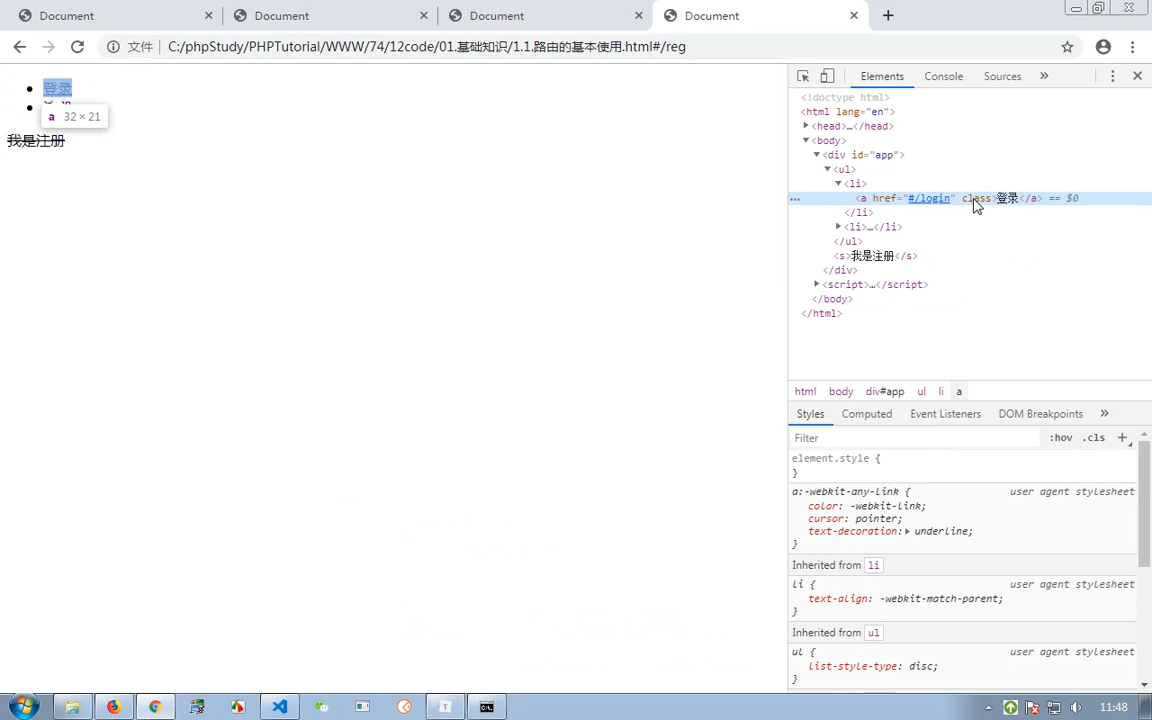 Document
Document
Document
Document
文件 C:/phpStudy/PHPTutorial/WWW/74/12code/01.基础知识/1.1.路由的基本使用.html#/reg
登录
a 32 × 21
我是注册
Elements Console Sources
<!doctype html>
<html lang="en">
<head>…</head>
<body>
<div id="app">
<ul>
<li>
<a href="#/login" class>登录</a> == $0
</li>
<li>…</li>
</ul>
<s>我是注册</s>
</div>
<script>…</script>
</body>
</html>
html body div#app ul li a
Styles Computed Event Listeners DOM Breakpoints
Filter :hov .cls
element.style {
}
a:-webkit-any-link { user agent stylesheet
color: -webkit-link;
cursor: pointer;
text-decoration: underline;
}
Inherited from li
li { user agent stylesheet
text-align: -webkit-match-parent;
}
Inherited from ul
ul { user agent stylesheet
list-style-type: disc;
}
11:48